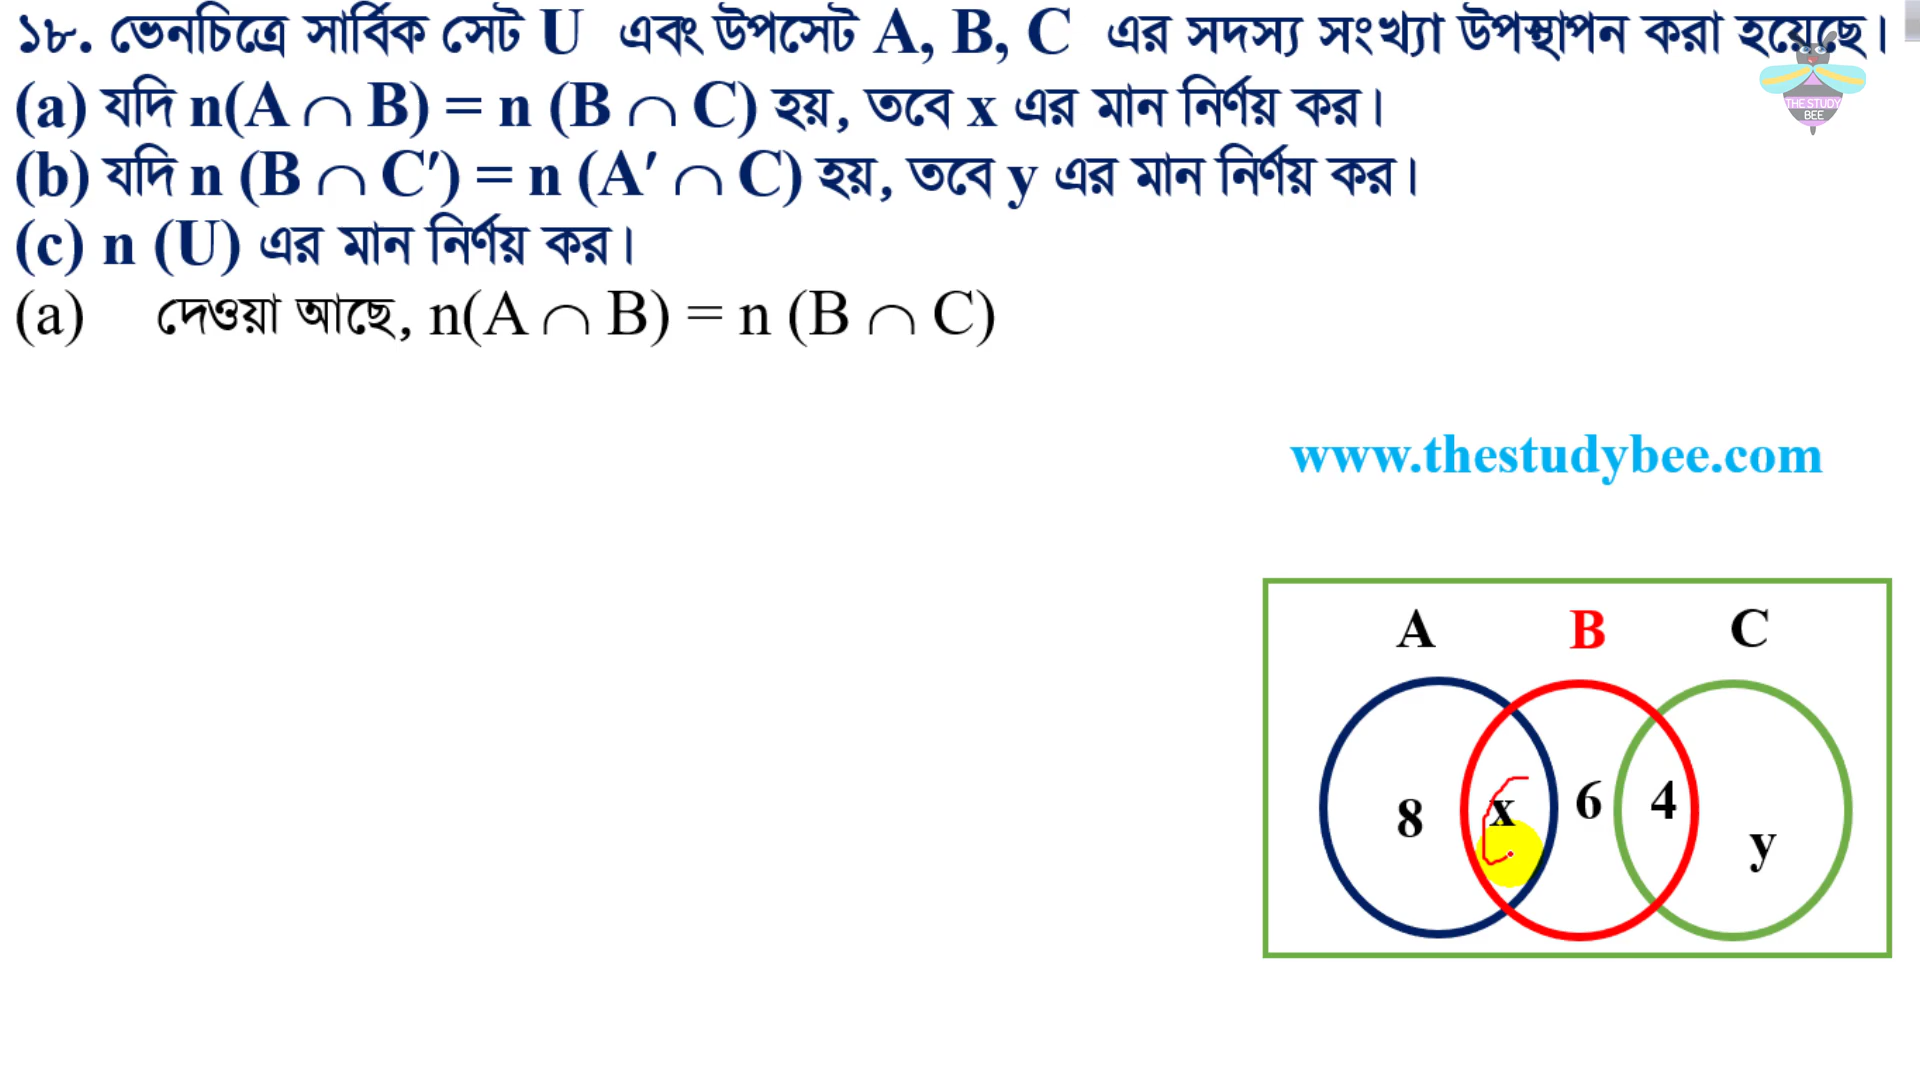 ১৮. ভেনচিত্রে সার্বিক সেট U এবং উপসেট A, B, C এর সদস্য সংখ্যা উপস্থাপন করা হয়েছে।
(a) যদি n(A ∩ B) = n (B ∩ C) হয়, তবে x এর মান নির্ণয় কর।
(b) যদি n (B ∩ C′) = n (A′ ∩ C) হয়, তবে y এর মান নির্ণয় কর।
(c) n (U) এর মান নির্ণয় কর।
(a) দেওয়া আছে, n(A ∩ B) = n (B ∩ C)
www.thestudybee.com
A B C
8 x 6 4 y
THE STUDY
BEE